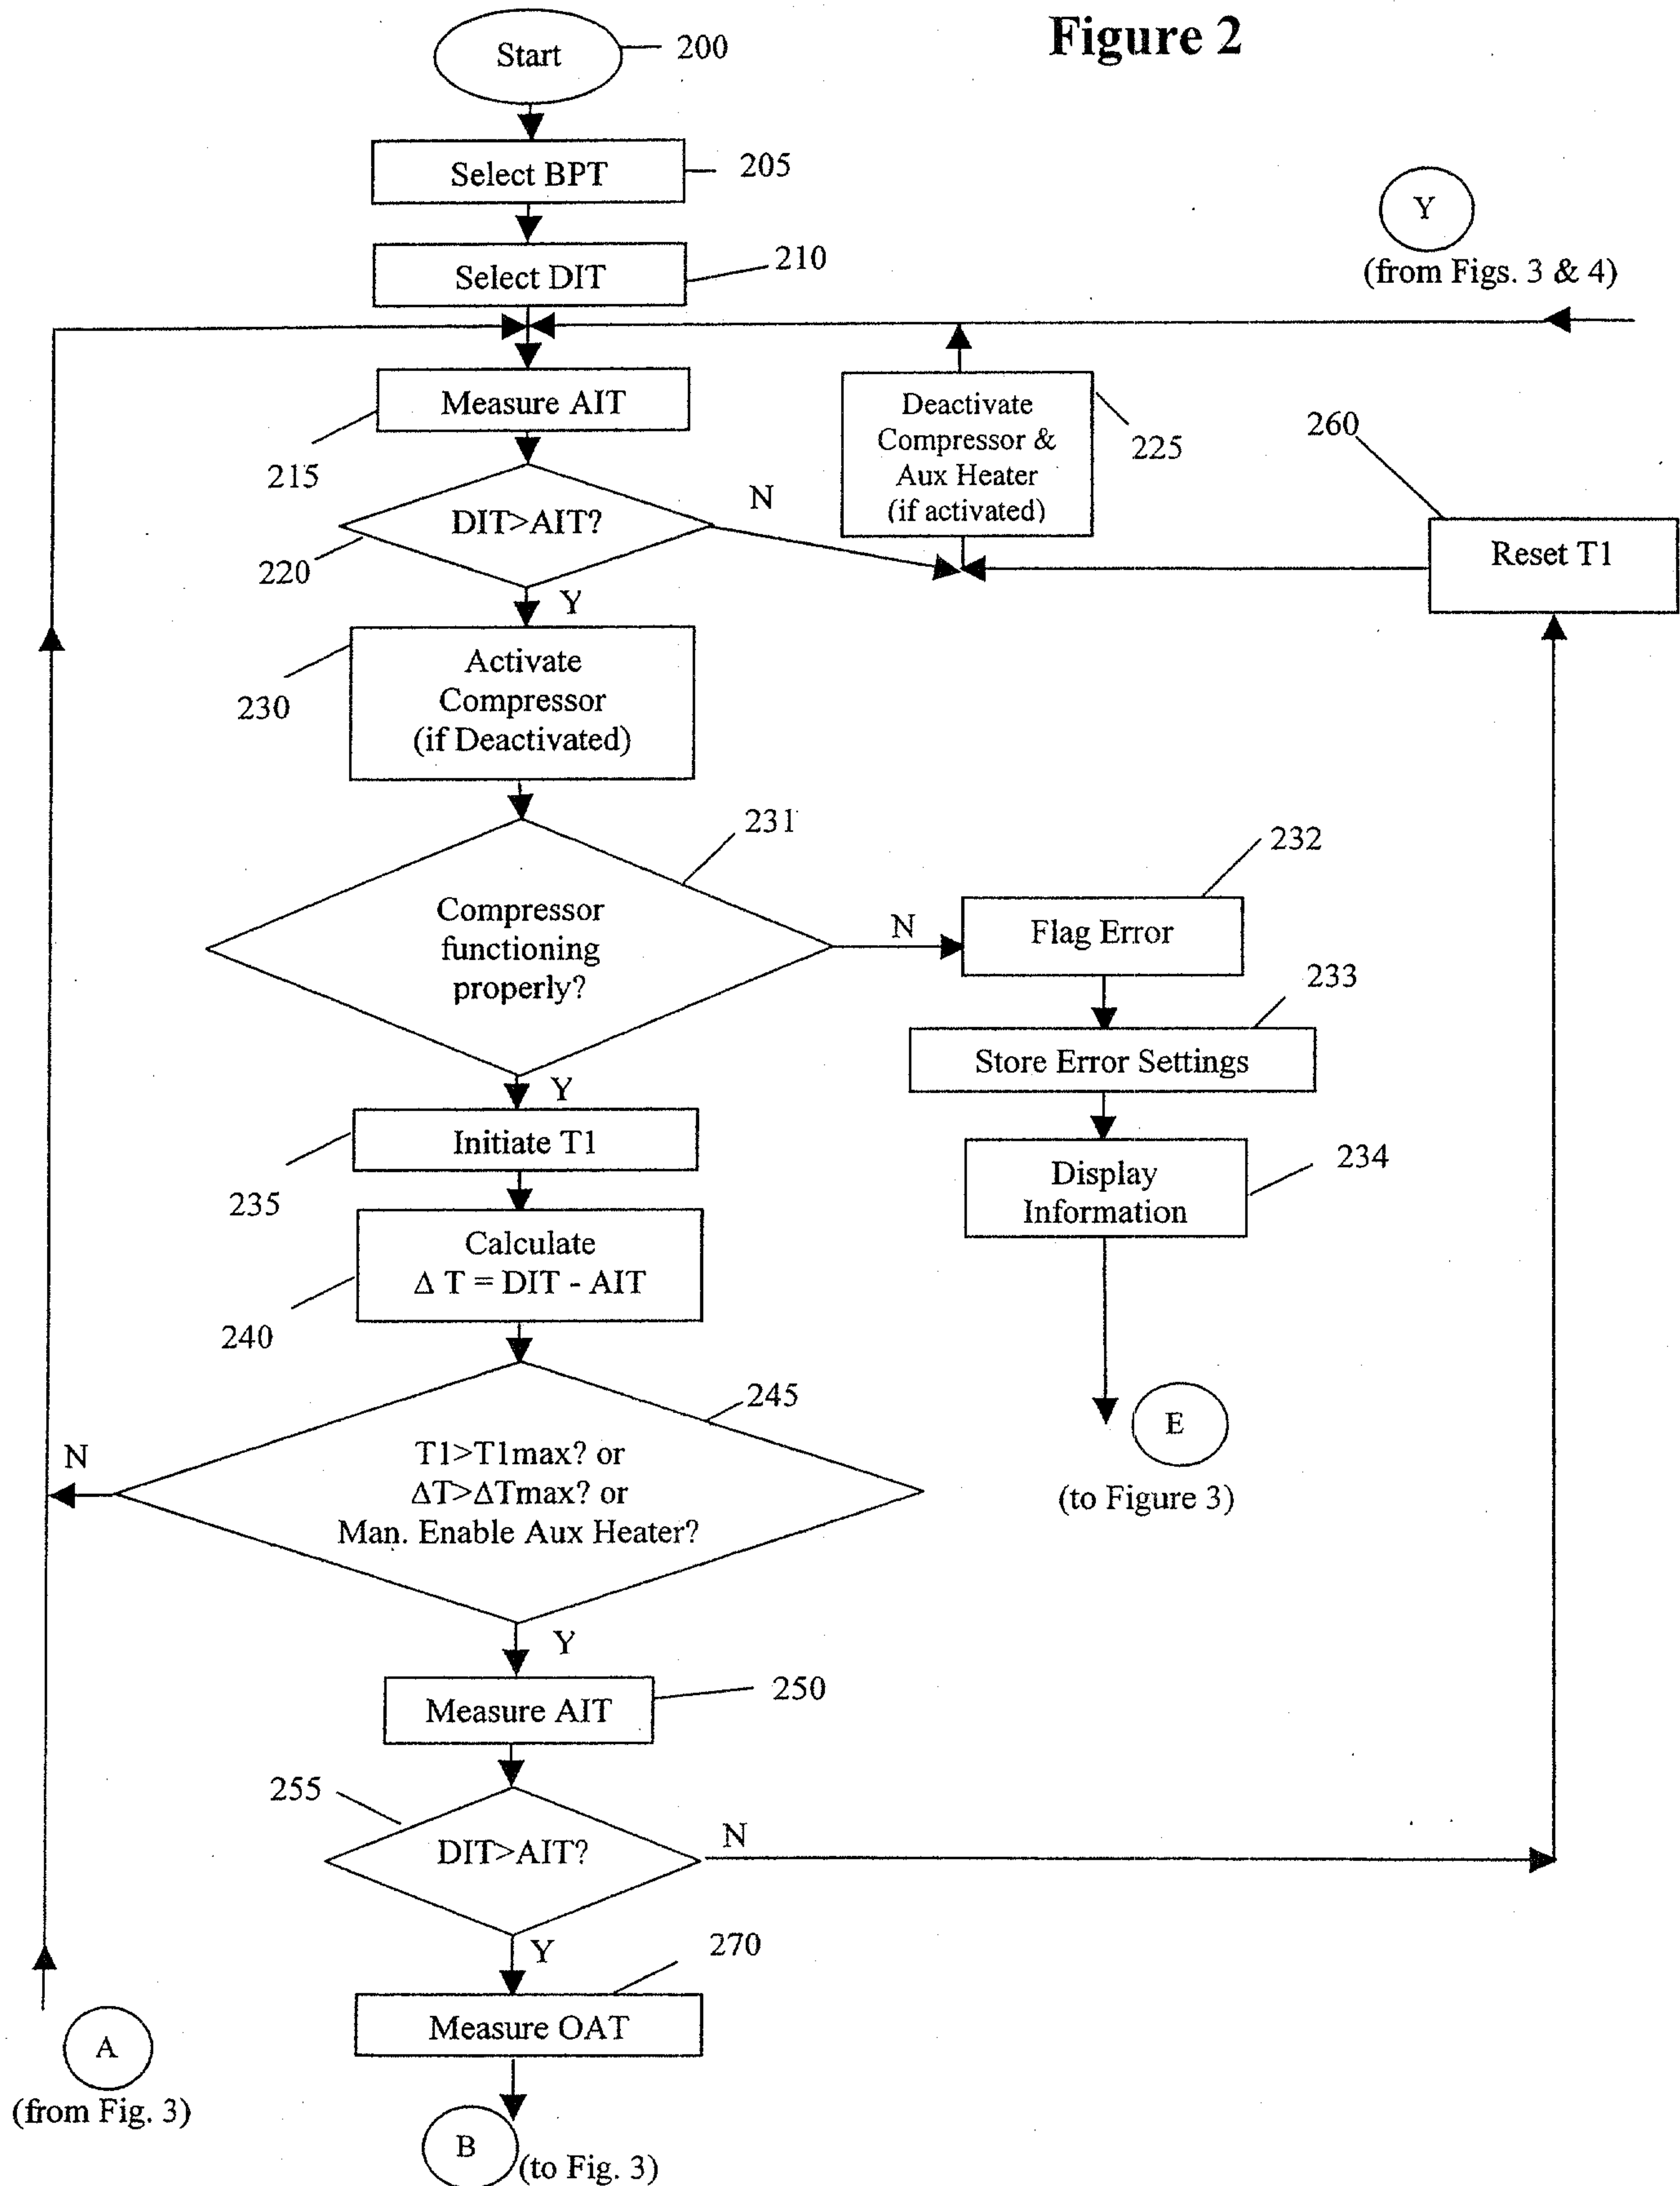 Figure 2
Start
200
Select BPT
205
Select DIT
210
Y
(from Figs. 3 & 4)
Measure AIT
215
Deactivate
Compressor &
Aux Heater
(if activated)
225
260
Reset T1
DIT>AIT?
N
220
Y
Activate
Compressor
(if Deactivated)
230
231
Compressor
functioning
properly?
N
232
Flag Error
233
Store Error Settings
234
Display
Information
E
(to Figure 3)
Y
Initiate T1
235
Calculate
Δ T = DIT - AIT
240
245
T1>T1max? or
ΔT>ΔTmax? or
Man. Enable Aux Heater?
N
Y
Measure AIT
250
255
DIT>AIT?
N
Y
270
Measure OAT
A
(from Fig. 3)
B
(to Fig. 3)